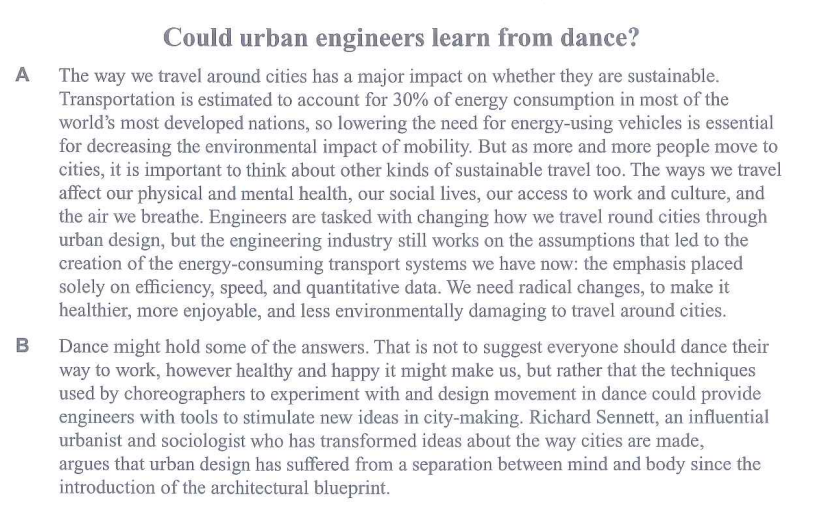 Could urban engineers learn from dance?
A The way we travel around cities has a major impact on whether they are sustainable.
Transportation is estimated to account for 30% of energy consumption in most of the
world's most developed nations, so lowering the need for energy-using vehicles is essential
for decreasing the environmental impact of mobility. But as more and more people move to
cities, it is important to think about other kinds of sustainable travel too. The ways we travel
affect our physical and mental health, our social lives, our access to work and culture, and
the air we breathe. Engineers are tasked with changing how we travel round cities through
urban design, but the engineering industry still works on the assumptions that led to the
creation of the energy-consuming transport systems we have now: the emphasis placed
solely on efficiency, speed, and quantitative data. We need radical changes, to make it
healthier, more enjoyable, and less environmentally damaging to travel around cities.
B Dance might hold some of the answers. That is not to suggest everyone should dance their
way to work, however healthy and happy it might make us, but rather that the techniques
used by choreographers to experiment with and design movement in dance could provide
engineers with tools to stimulate new ideas in city-making. Richard Sennett, an influential
urbanist and sociologist who has transformed ideas about the way cities are made,
argues that urban design has suffered from a separation between mind and body since the
introduction of the architectural blueprint.